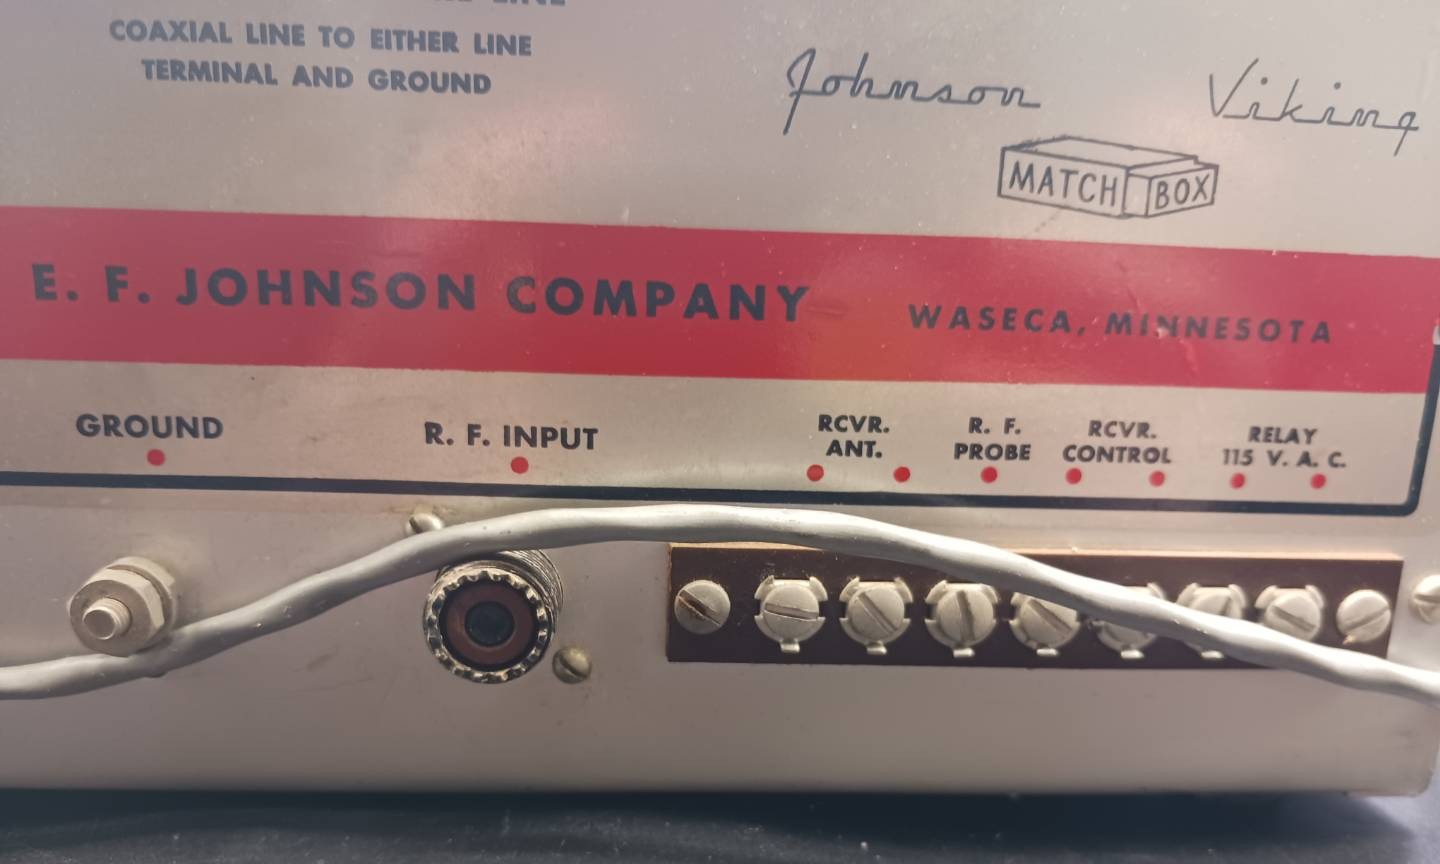 LINE
COAXIAL LINE TO EITHER LINE
TERMINAL AND GROUND
Johnson Viking
MATCH BOX
E. F. JOHNSON COMPANY WASECA, MINNESOTA
GROUND
R. F. INPUT
RCVR.
ANT.
R. F.
PROBE
RCVR.
CONTROL
RELAY
115 V. A. C.